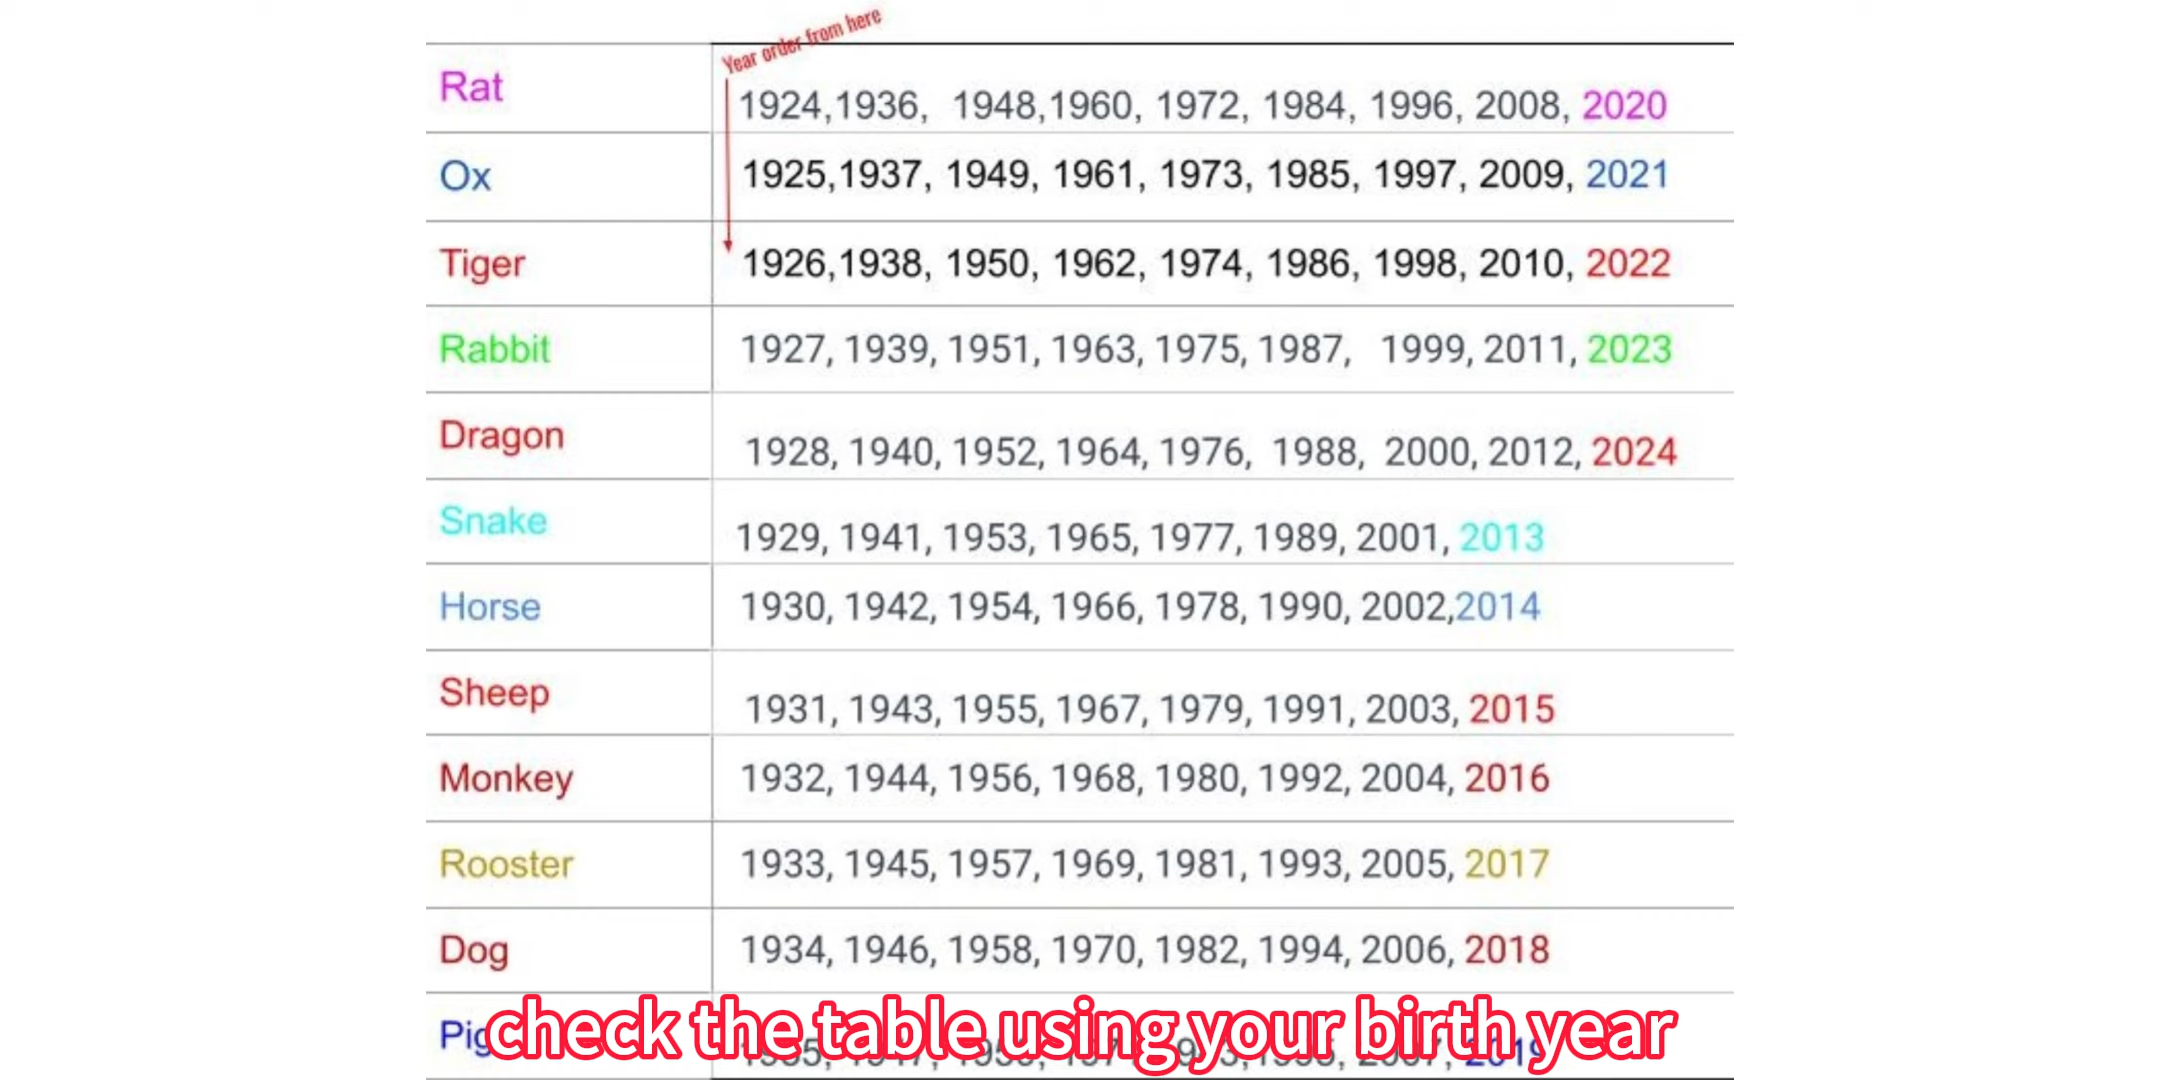 Year order from here
Rat 1924,1936, 1948,1960, 1972, 1984, 1996, 2008, 2020
Ox 1925,1937, 1949, 1961, 1973, 1985, 1997, 2009, 2021
Tiger 1926,1938, 1950, 1962, 1974, 1986, 1998, 2010, 2022
Rabbit 1927, 1939, 1951, 1963, 1975, 1987, 1999, 2011, 2023
Dragon 1928, 1940, 1952, 1964, 1976, 1988, 2000, 2012, 2024
Snake 1929, 1941, 1953, 1965, 1977, 1989, 2001, 2013
Horse 1930, 1942, 1954, 1966, 1978, 1990, 2002,2014
Sheep 1931, 1943, 1955, 1967, 1979, 1991, 2003, 2015
Monkey 1932, 1944, 1956, 1968, 1980, 1992, 2004, 2016
Rooster 1933, 1945, 1957, 1969, 1981, 1993, 2005, 2017
Dog 1934, 1946, 1958, 1970, 1982, 1994, 2006, 2018
Pig 2019
check the table using your birth year